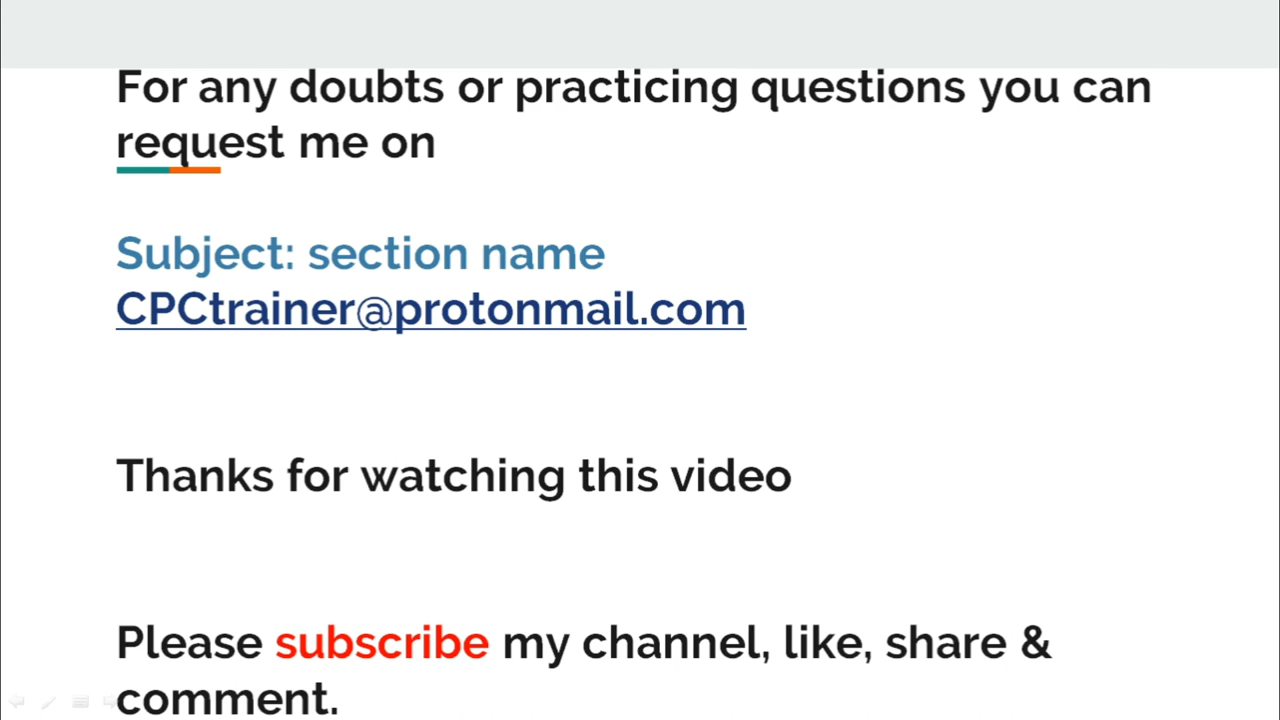 For any doubts or practicing questions you can
request me on
Subject: section name
CPCtrainer@protonmail.com
Thanks for watching this video
Please subscribe my channel, like, share &
comment.